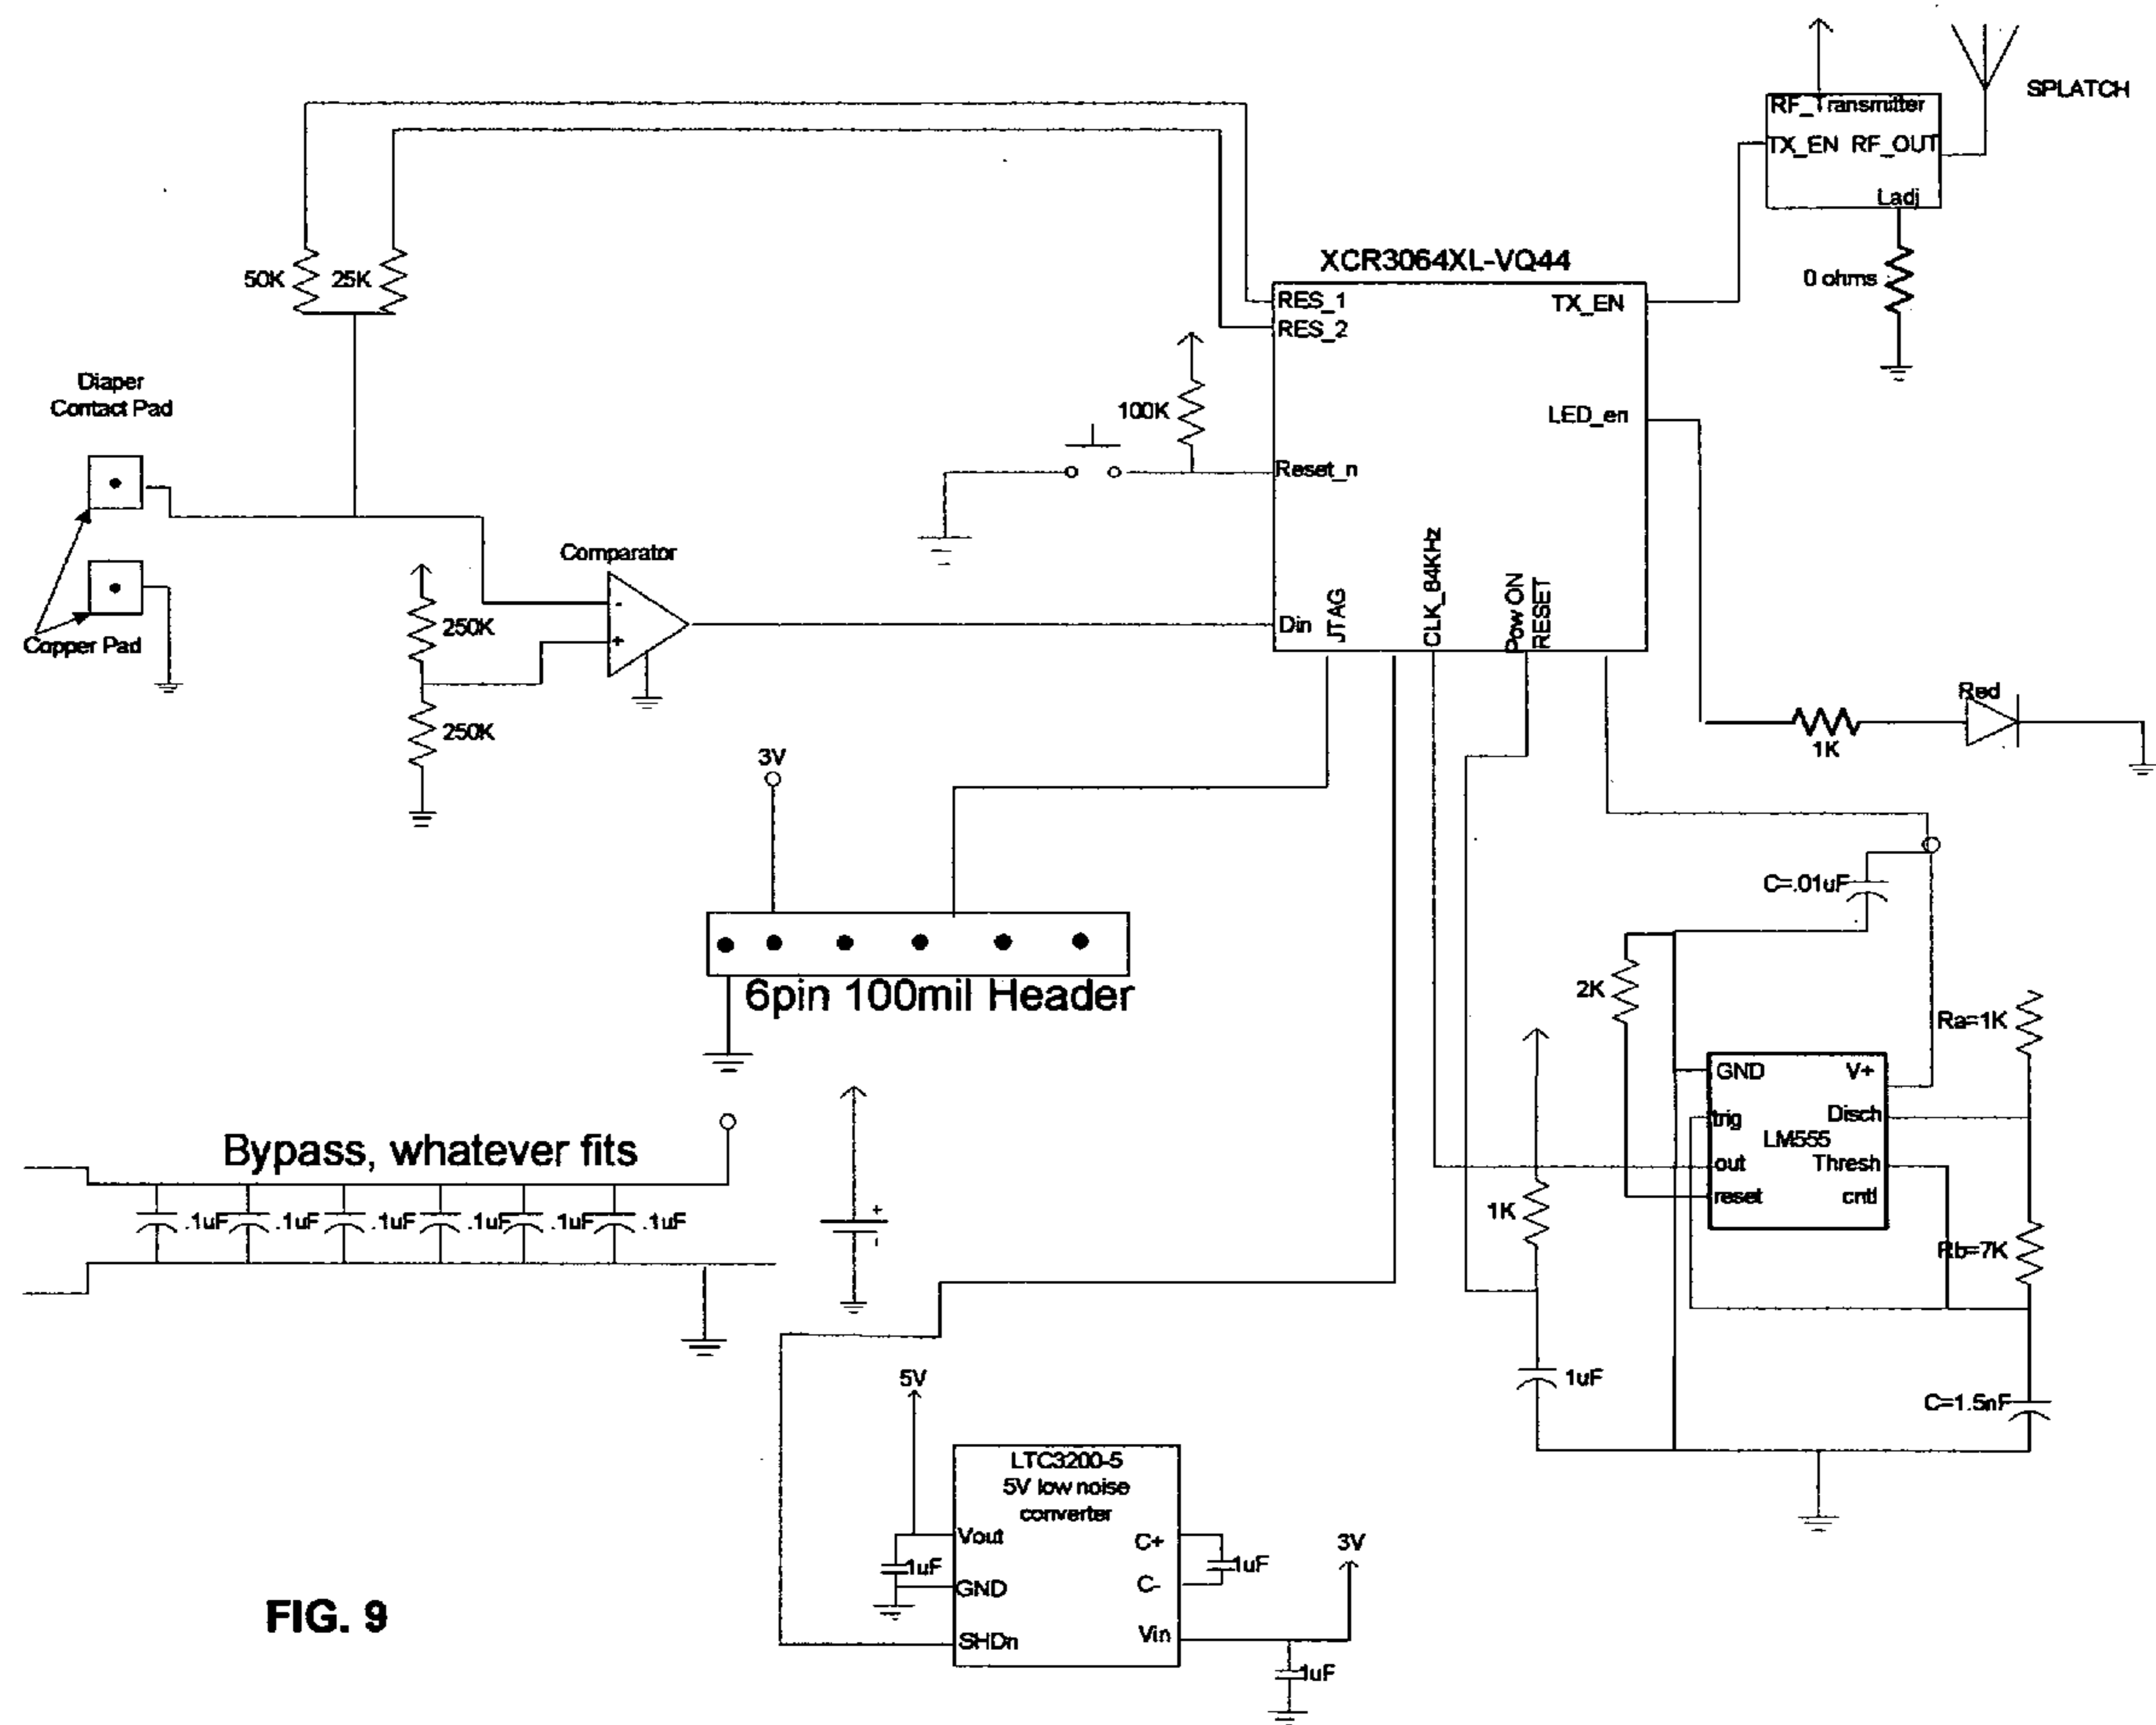 SPLATCH
RF_Transmitter
TX_EN RF_OUT
Ladj
0 ohms
XCR3064XL-VQ44
RES_1
RES_2
TX_EN
LED_en
Reset_n
Din
JTAG
CLK_64KHz
Pow ON
RESET
50K
25K
100K
Diaper
Contact Pad
Copper Pad
Comparator
-
+
250K
250K
Red
1K
3V
6pin 100mil Header
C=.01uF
2K
Ra=1K
GND
V+
trig
Disch
LM555
out
Thresh
reset
cntl
1K
Rb=7K
1uF
C=1.5nF
Bypass, whatever fits
.1uF
.1uF
.1uF
.1uF
.1uF
.1uF
+
5V
LTC3200-5
5V low noise
converter
Vout
C+
1uF
1uF
GND
C-
3V
SHDn
Vin
1uF
FIG. 9